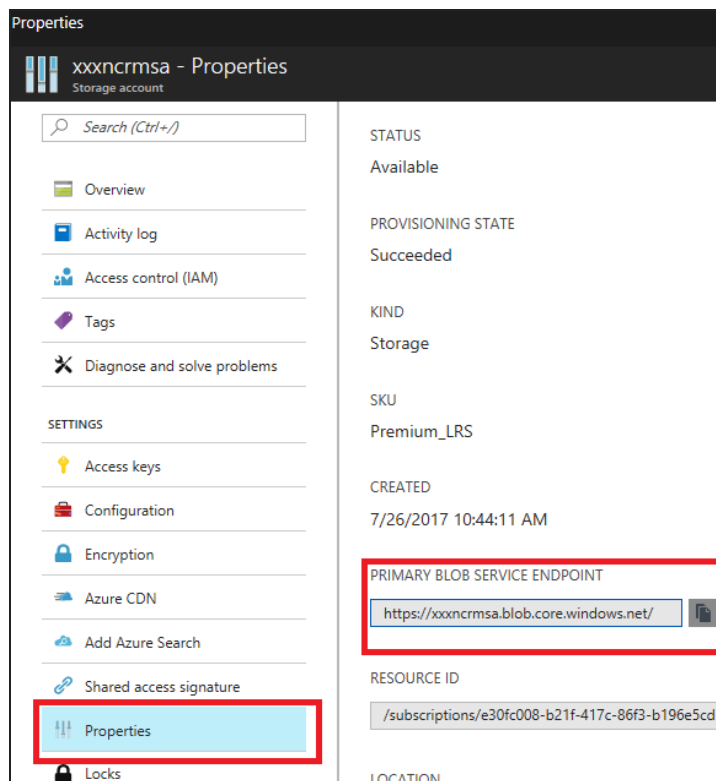 Properties
xxxncrmsa - Properties
Storage account
Search (Ctrl+/)
Overview
Activity log
Access control (IAM)
Tags
Diagnose and solve problems
SETTINGS
Access keys
Configuration
Encryption
Azure CDN
Add Azure Search
Shared access signature
Properties
Locks
STATUS
Available
PROVISIONING STATE
Succeeded
KIND
Storage
SKU
Premium_LRS
CREATED
7/26/2017 10:44:11 AM
PRIMARY BLOB SERVICE ENDPOINT
https://xxxncrmsa.blob.core.windows.net/
RESOURCE ID
/subscriptions/e30fc008-b21f-417c-86f3-b196e5cd
LOCATION